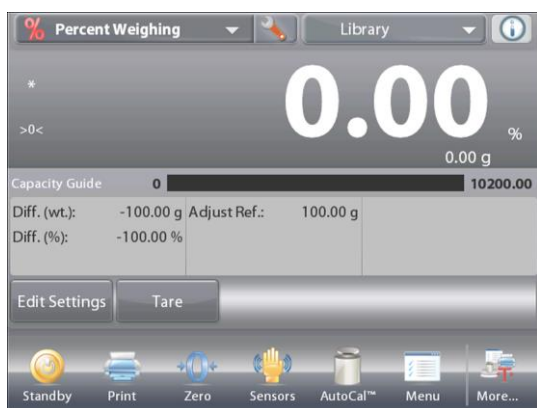 % Percent Weighing Library
*
0.00
>0< %
0.00 g
Capacity Guide 0 10200.00
Diff. (wt.): -100.00 g Adjust Ref.: 100.00 g
Diff. (%): -100.00 %
Edit Settings Tare
Standby Print Zero Sensors AutoCal™ Menu More...